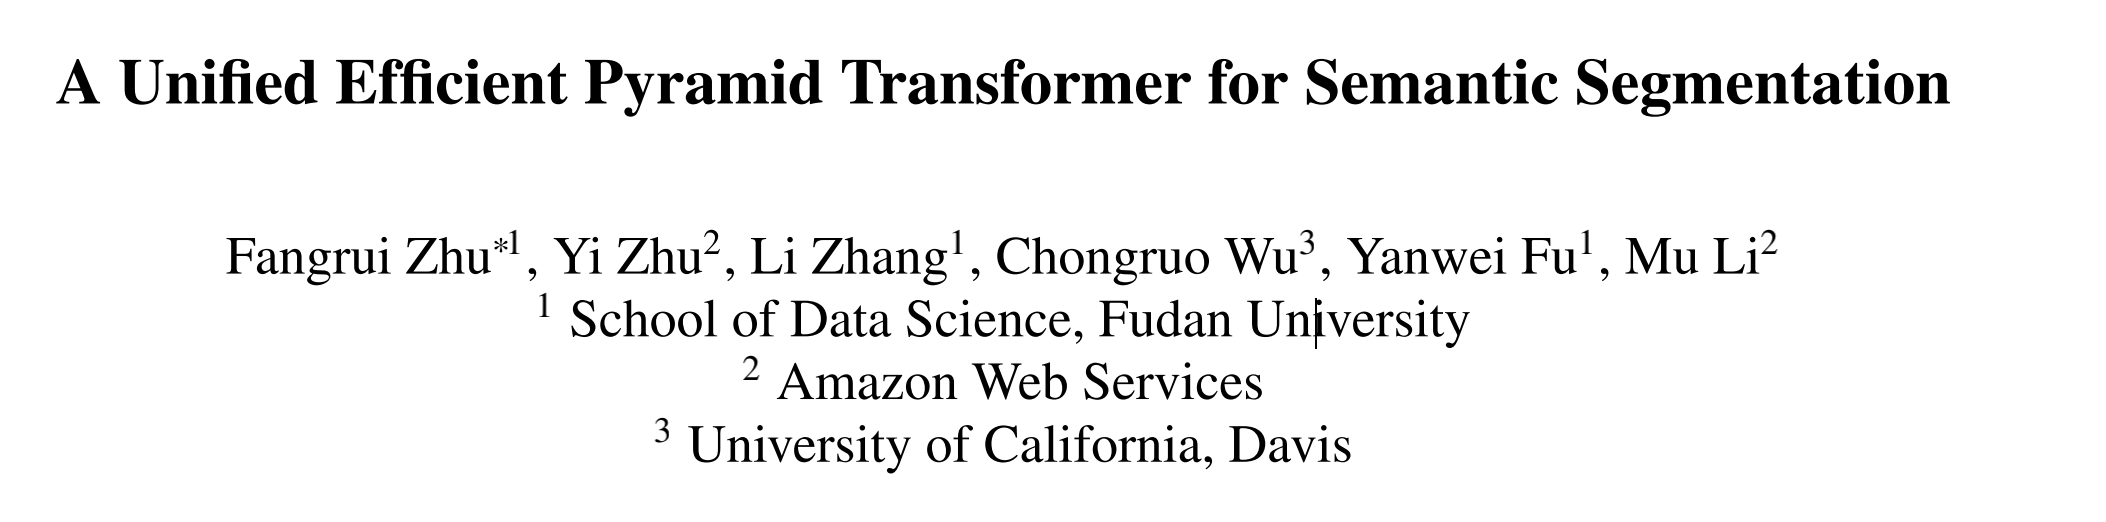 A Unified Efficient Pyramid Transformer for Semantic Segmentation
Fangrui Zhu*¹, Yi Zhu², Li Zhang¹, Chongruo Wu³, Yanwei Fu¹, Mu Li²
¹ School of Data Science, Fudan University
² Amazon Web Services
³ University of California, Davis